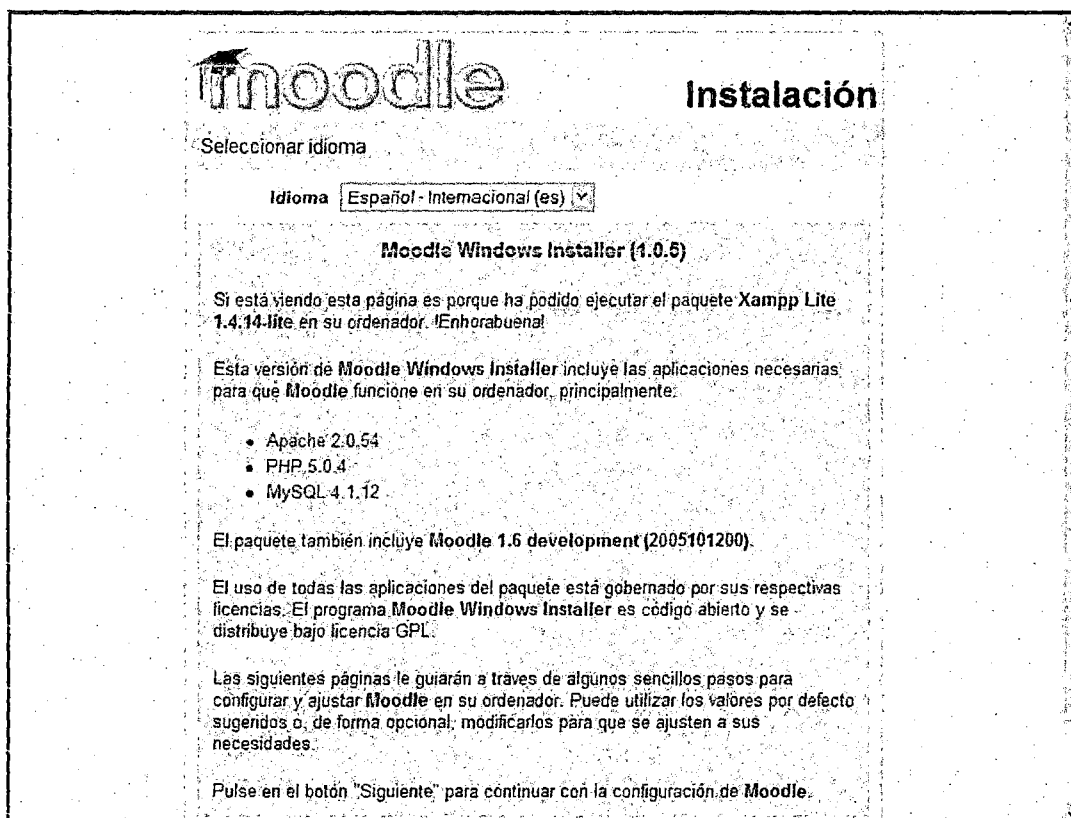 moodle
Instalación
Seleccionar idioma
Idioma Español - Internacional (es)
Moodle Windows Installer (1.0.5)
Si está viendo esta página es porque ha podido ejecutar el paquete Xampp Lite
1.4.14-lite en su ordenador. !Enhorabuena!
Esta versión de Moodle Windows Installer incluye las aplicaciones necesarias
para que Moodle funcione en su ordenador, principalmente:
• Apache 2.0.54
• PHP 5.0.4
• MySQL 4.1.12
El paquete también incluye Moodle 1.6 development (2005101200).
El uso de todas las aplicaciones del paquete está gobernado por sus respectivas
licencias. El programa Moodle Windows Installer es código abierto y se
distribuye bajo licencia GPL.
Las siguientes páginas le guiarán a traves de algunos sencillos pasos para
configurar y ajustar Moodle en su ordenador. Puede utilizar los valores por defecto
sugeridos o, de forma opcional, modificarlos para que se ajusten a sus
necesidades.
Pulse en el botón "Siguiente" para continuar con la configuración de Moodle.